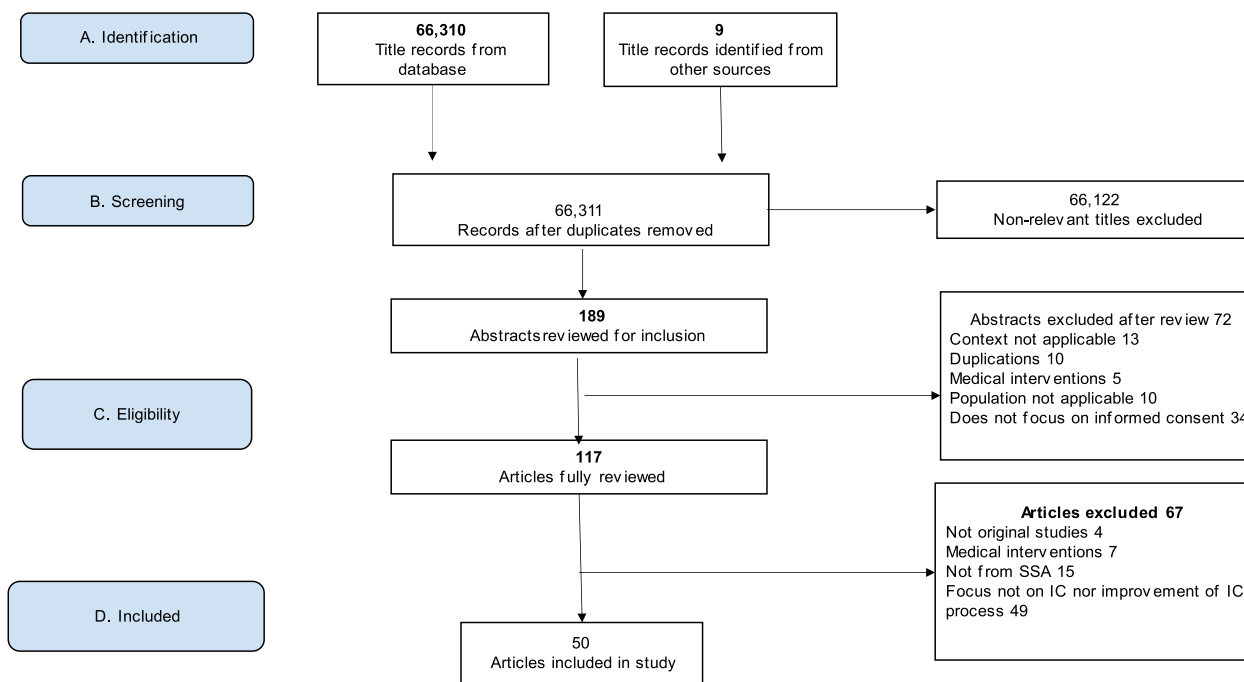 A. Identification
66,310
Title records from
database
9
Title records identified from
other sources
B. Screening
66,311
Records after duplicates removed
66,122
Non-relevant titles excluded
189
Abstracts reviewed for inclusion
Abstracts excluded after review 72
Context not applicable 13
Duplications 10
Medical interventions 5
Population not applicable 10
Does not focus on informed consent 34
C. Eligibility
117
Articles fully reviewed
Articles excluded 67
Not original studies 4
Medical interventions 7
Not from SSA 15
Focus not on IC nor improvement of IC
process 49
D. Included
50
Articles included in study